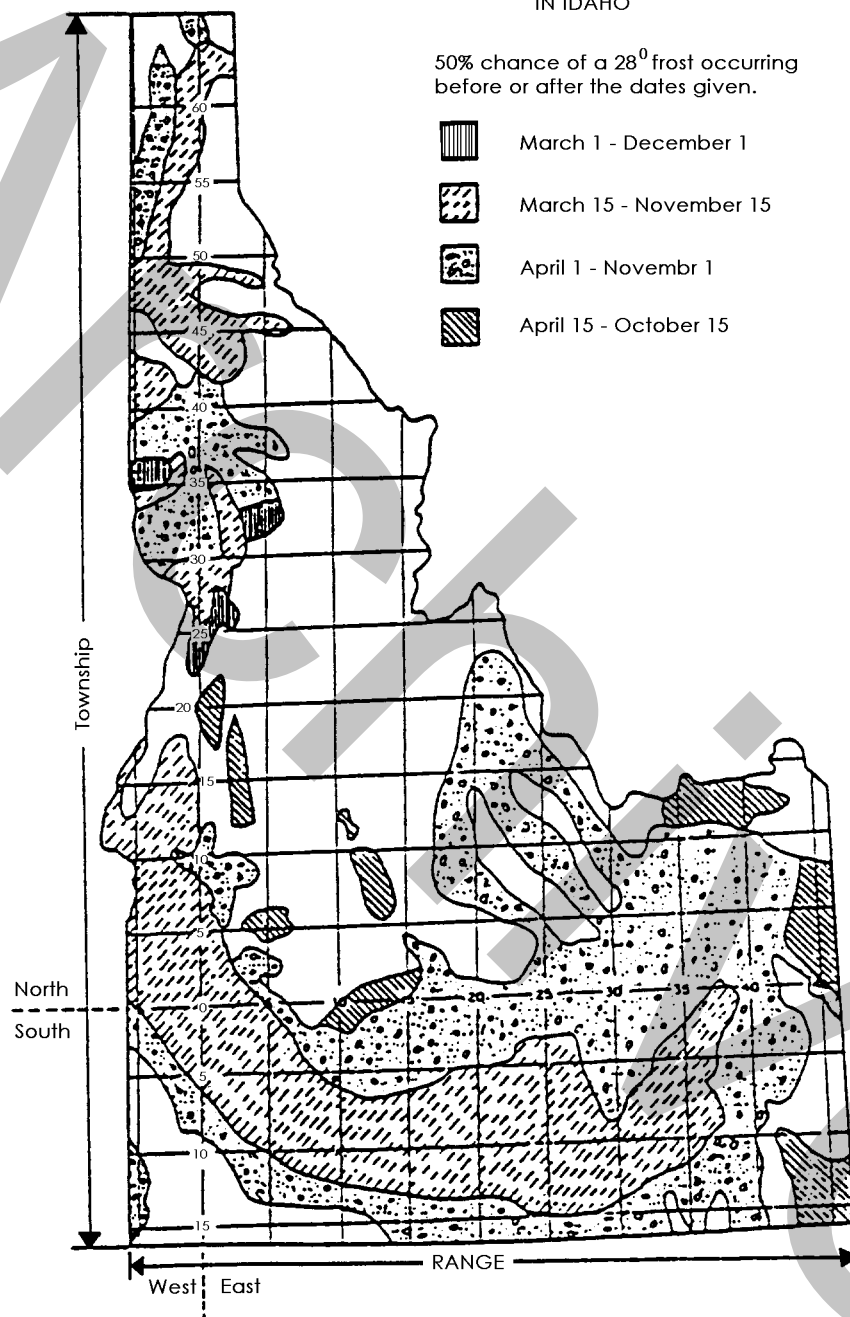 IN IDAHO
50% chance of a 28⁰ frost occurring
before or after the dates given.
March 1 - December 1
March 15 - November 15
April 1 - Novembr 1
April 15 - October 15
60
55
50
45
40
35
30
25
20
15
10
5
0
5
10
15
20
25
30
35
40
Township
North
South
RANGE
West
East